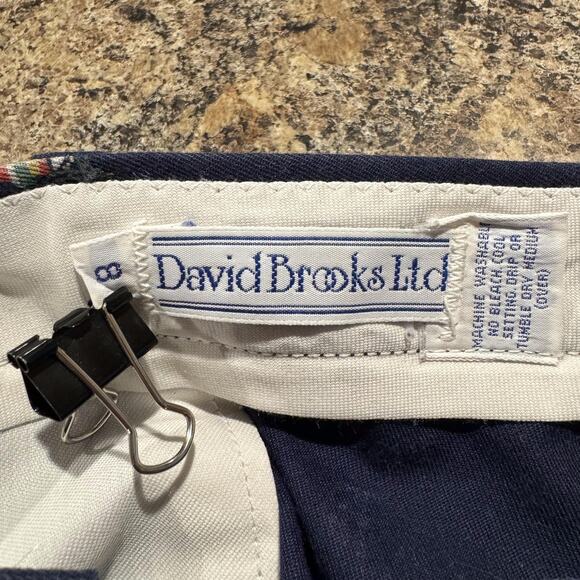 8
David Brooks Ltd
MACHINE WASHABLE
NO BLEACH, COOL
SETTING, DRIP OR
TUMBLE DRY, MEDIUM
(OVER)